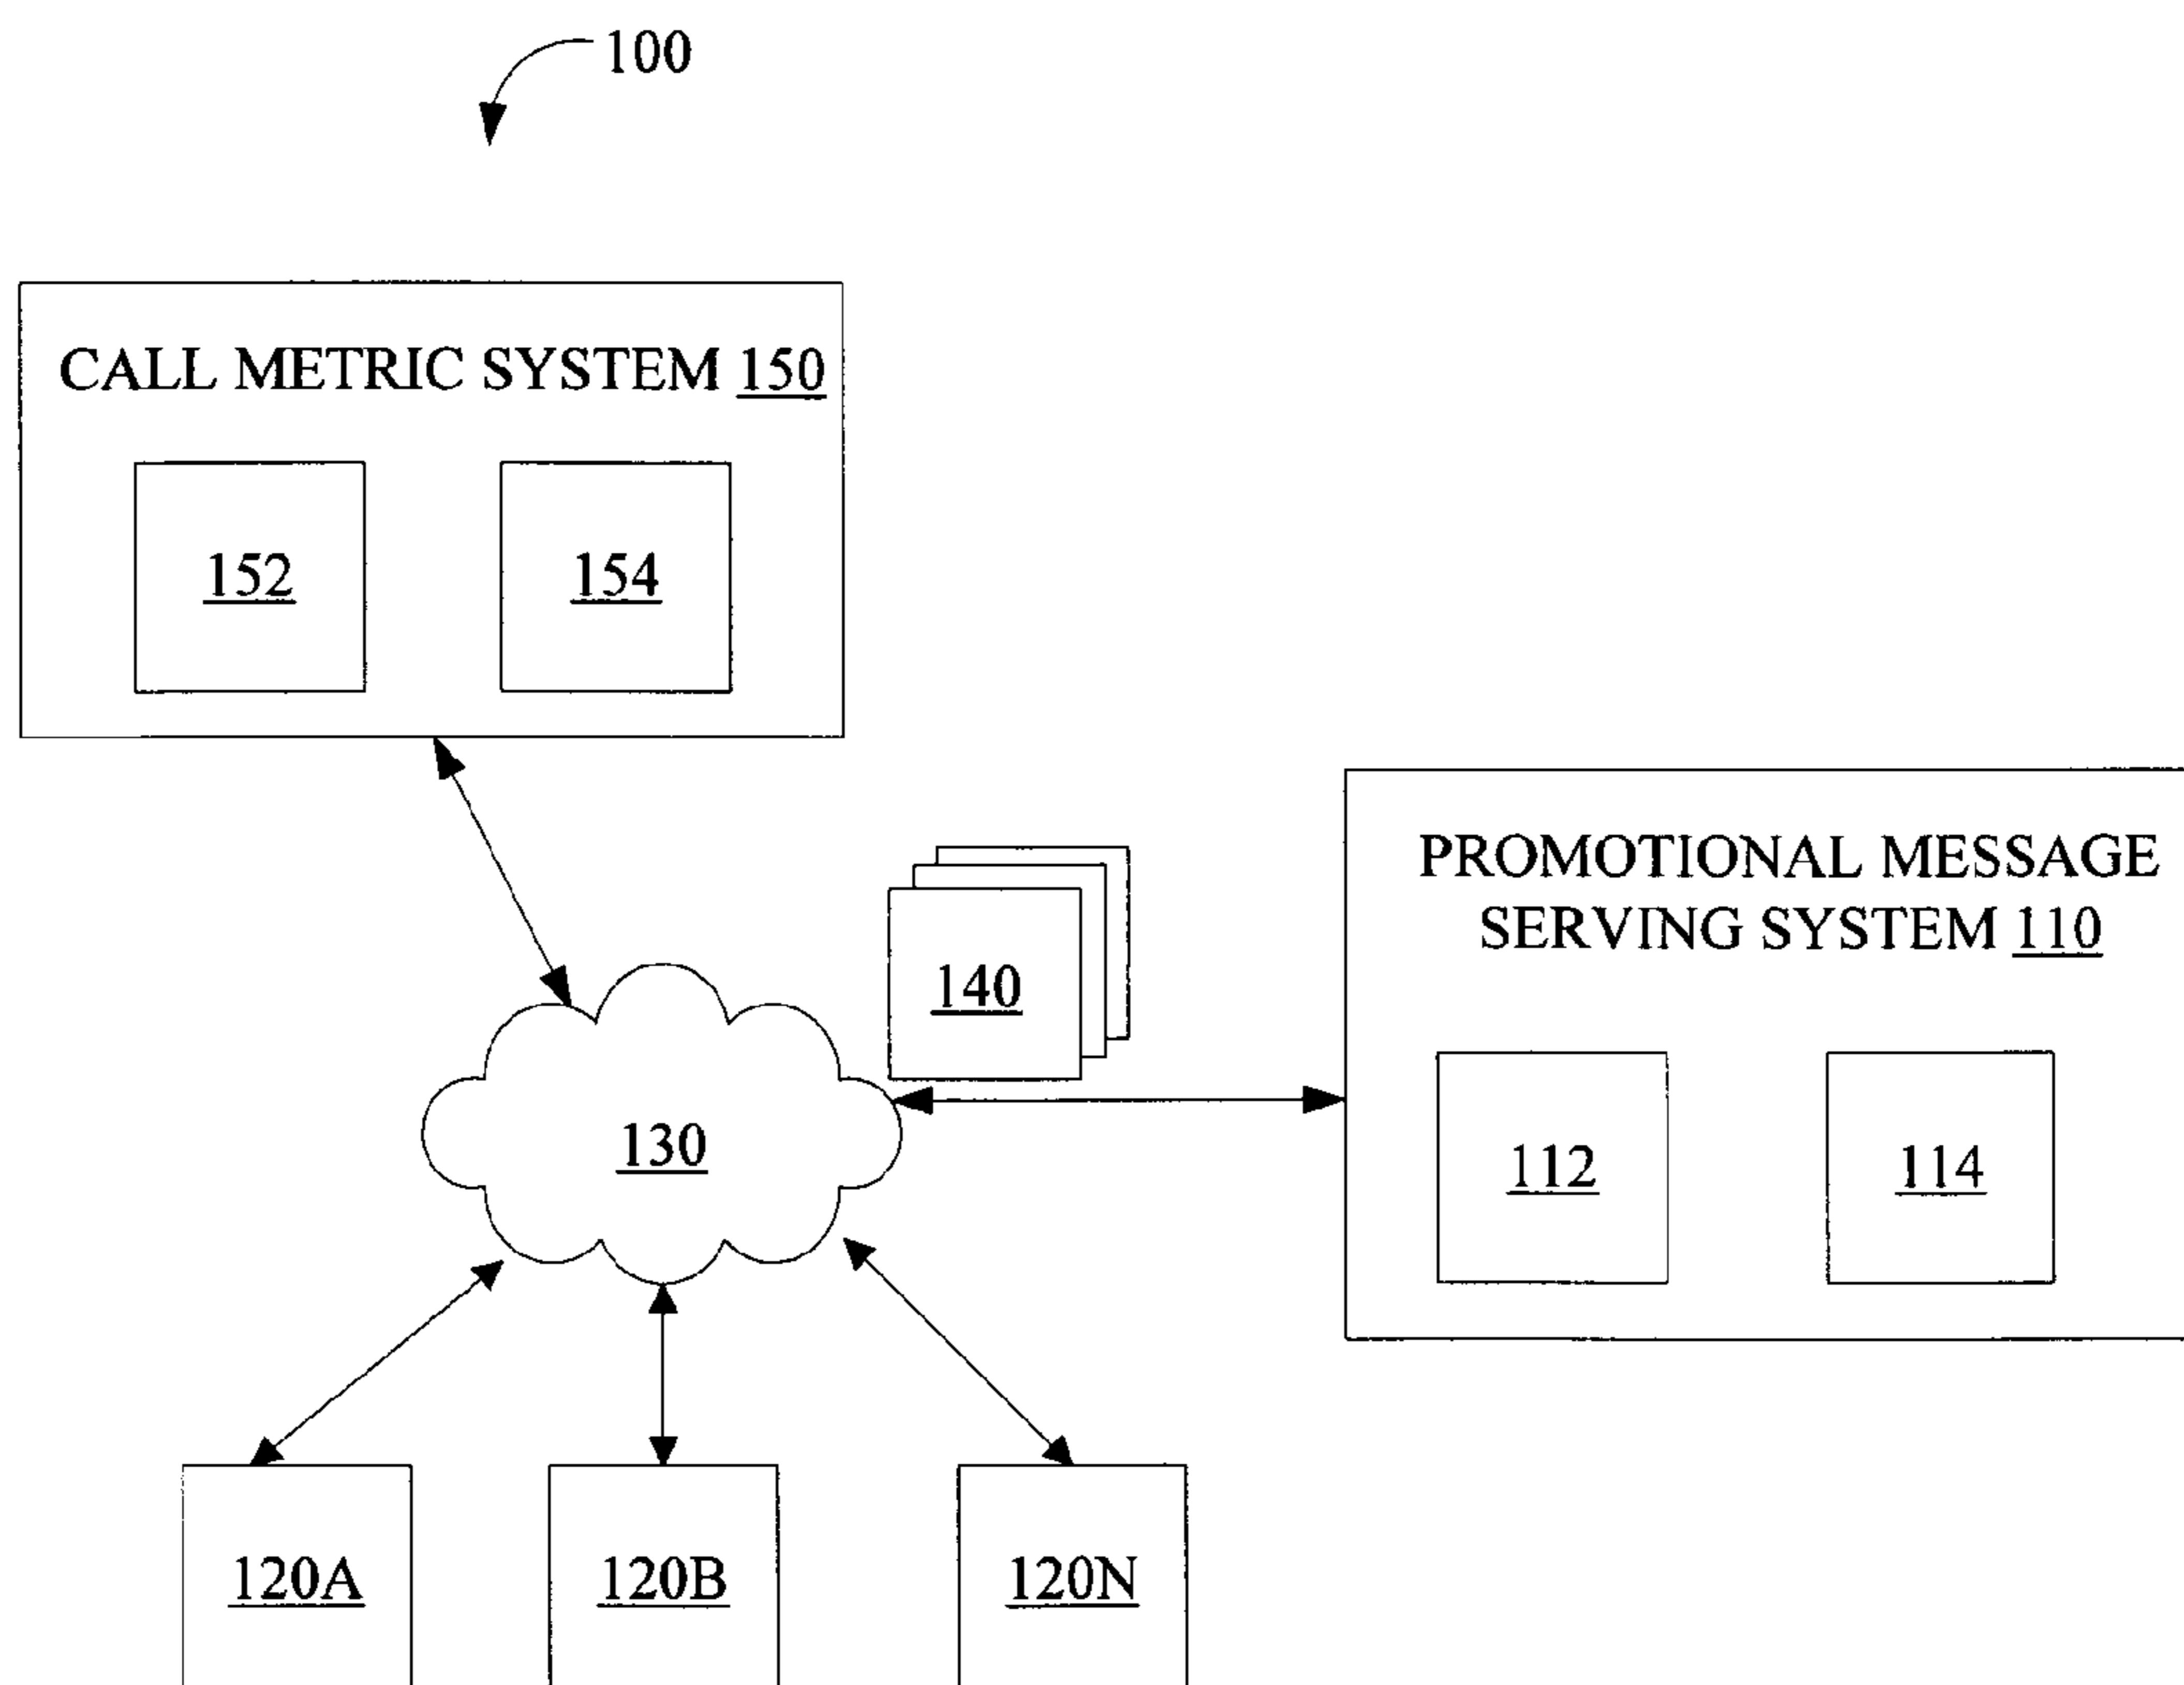 100
CALL METRIC SYSTEM 150
152
154
PROMOTIONAL MESSAGE
SERVING SYSTEM 110
140
130
112
114
120A
120B
120N